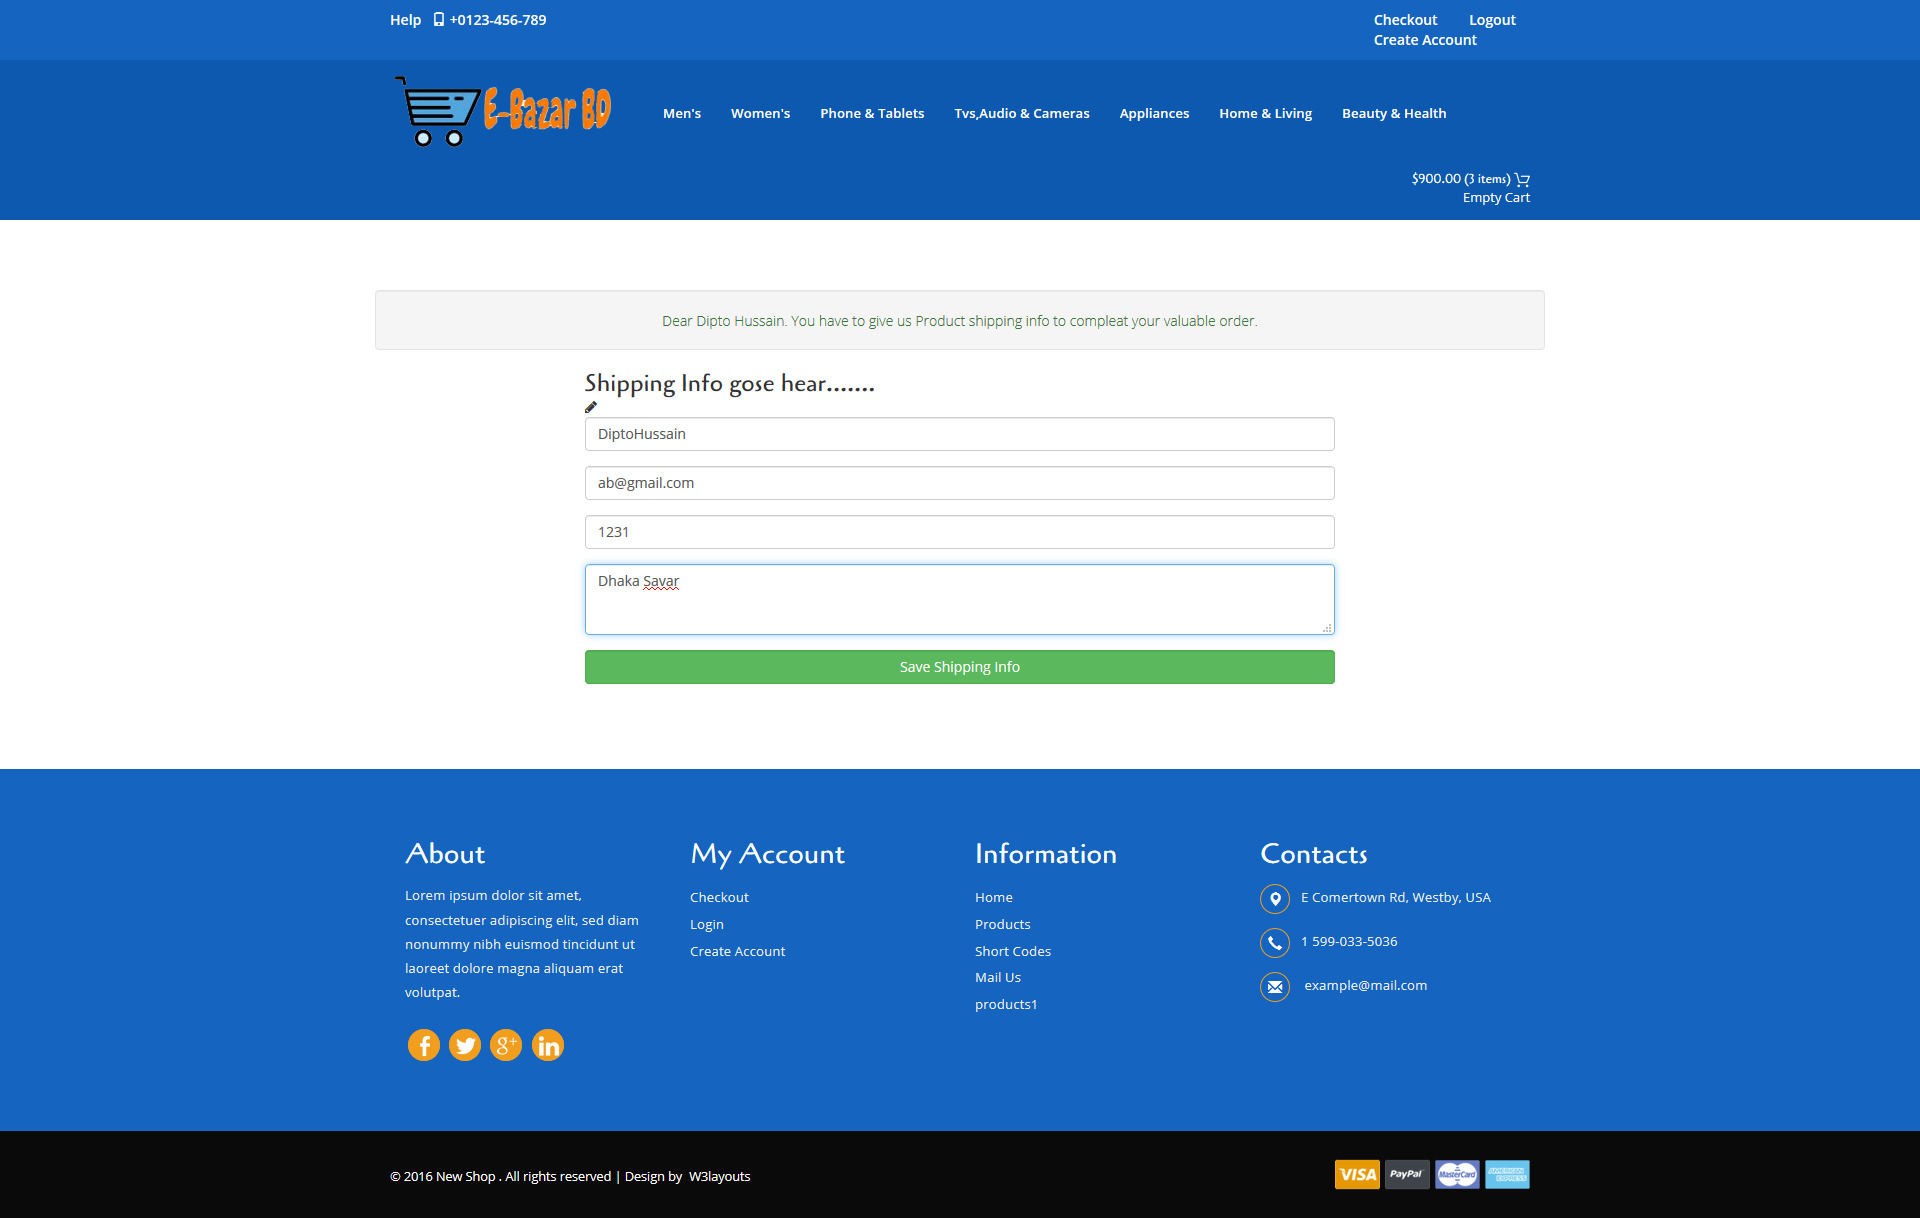 Help +0123-456-789
Checkout Logout
Create Account
E-Bazar BD
Men's Women's Phone & Tablets Tvs,Audio & Cameras Appliances Home & Living Beauty & Health
$900.00 (3 items)
Empty Cart
Dear Dipto Hussain. You have to give us Product shipping info to compleat your valuable order.
Shipping Info gose hear.......
DiptoHussain
ab@gmail.com
1231
Dhaka Savar
Save Shipping Info
About
Lorem ipsum dolor sit amet,
consectetuer adipiscing elit, sed diam
nonummy nibh euismod tincidunt ut
laoreet dolore magna aliquam erat
volutpat.
My Account
Checkout
Login
Create Account
Information
Home
Products
Short Codes
Mail Us
products1
Contacts
E Comertown Rd, Westby, USA
1 599-033-5036
example@mail.com
© 2016 New Shop . All rights reserved | Design by W3layouts
VISA PayPal MasterCard AMERICAN EXPRESS